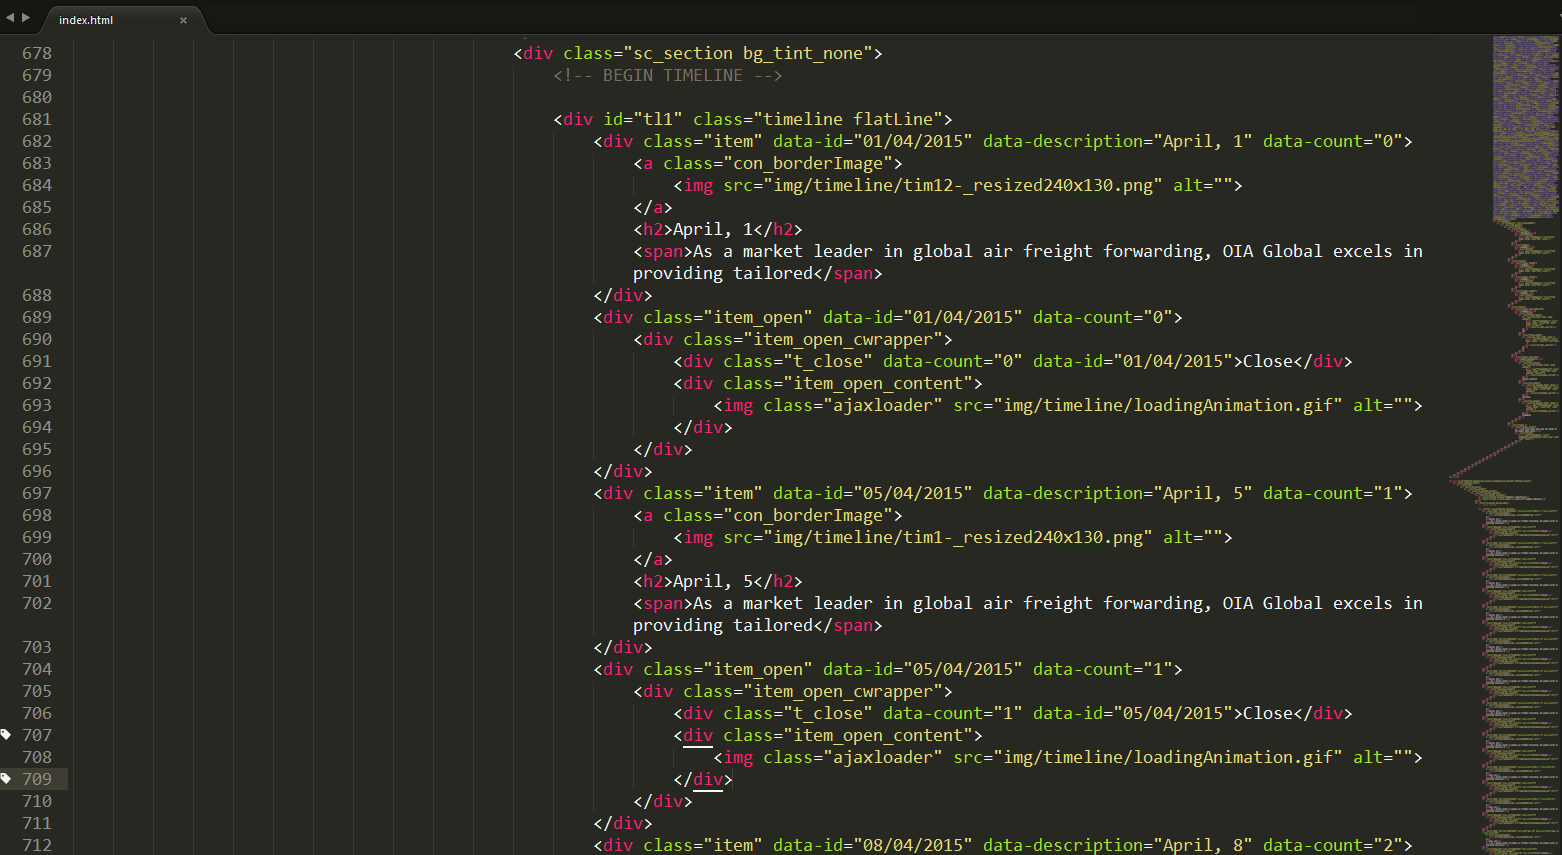 index.html ×
678 <div class="sc_section bg_tint_none">
679 <!-- BEGIN TIMELINE -->
680
681 <div id="tl1" class="timeline flatLine">
682 <div class="item" data-id="01/04/2015" data-description="April, 1" data-count="0">
683 <a class="con_borderImage">
684 <img src="img/timeline/tim12-_resized240x130.png" alt="">
685 </a>
686 <h2>April, 1</h2>
687 <span>As a market leader in global air freight forwarding, OIA Global excels in
providing tailored</span>
688 </div>
689 <div class="item_open" data-id="01/04/2015" data-count="0">
690 <div class="item_open_cwrapper">
691 <div class="t_close" data-count="0" data-id="01/04/2015">Close</div>
692 <div class="item_open_content">
693 <img class="ajaxloader" src="img/timeline/loadingAnimation.gif" alt="">
694 </div>
695 </div>
696 </div>
697 <div class="item" data-id="05/04/2015" data-description="April, 5" data-count="1">
698 <a class="con_borderImage">
699 <img src="img/timeline/tim1-_resized240x130.png" alt="">
700 </a>
701 <h2>April, 5</h2>
702 <span>As a market leader in global air freight forwarding, OIA Global excels in
providing tailored</span>
703 </div>
704 <div class="item_open" data-id="05/04/2015" data-count="1">
705 <div class="item_open_cwrapper">
706 <div class="t_close" data-count="1" data-id="05/04/2015">Close</div>
707 <div class="item_open_content">
708 <img class="ajaxloader" src="img/timeline/loadingAnimation.gif" alt="">
709 </div>
710 </div>
711 </div>
712 <div class="item" data-id="08/04/2015" data-description="April, 8" data-count="2">